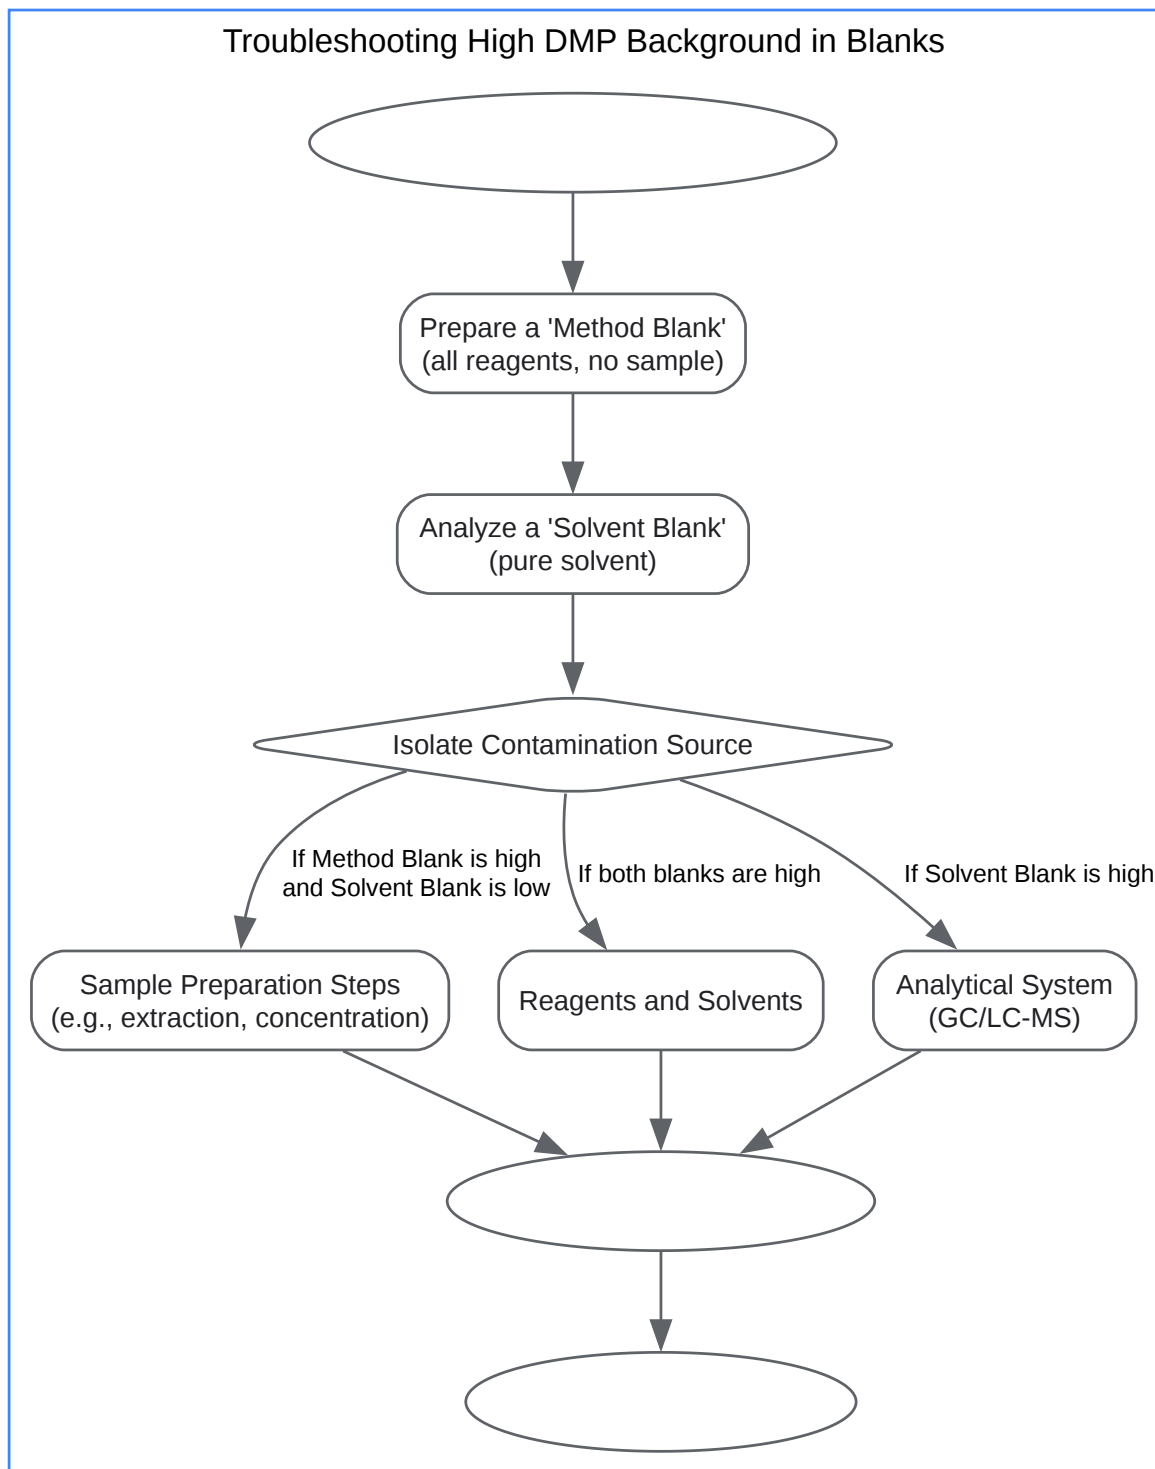 Troubleshooting High DMP Background in Blanks
Prepare a 'Method Blank'
(all reagents, no sample)
Analyze a 'Solvent Blank'
(pure solvent)
Isolate Contamination Source
If Method Blank is high
and Solvent Blank is low
If both blanks are high
If Solvent Blank is high
Sample Preparation Steps
(e.g., extraction, concentration)
Reagents and Solvents
Analytical System
(GC/LC-MS)